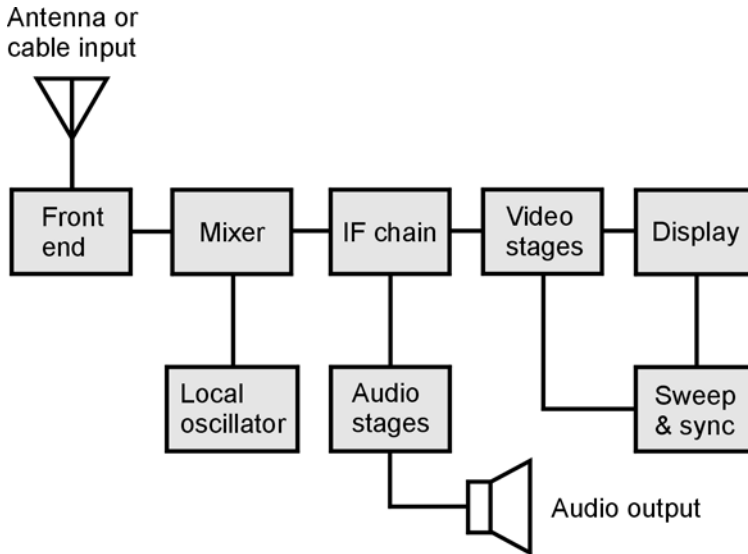 Antenna or
cable input
Front
end
Mixer
IF chain
Video
stages
Display
Local
oscillator
Audio
stages
Sweep
& sync
Audio output